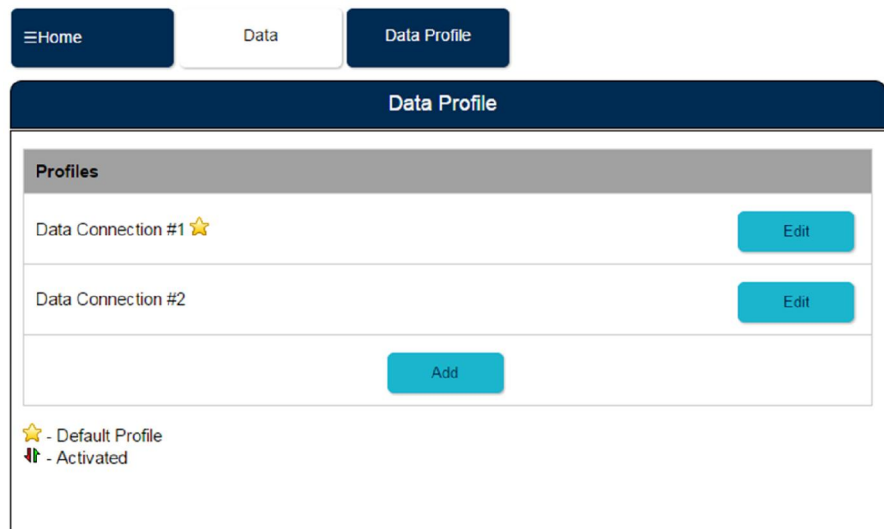 ☰Home
Data
Data Profile
Data Profile
Profiles
Data Connection #1
Edit
Data Connection #2
Edit
Add
- Default Profile
- Activated